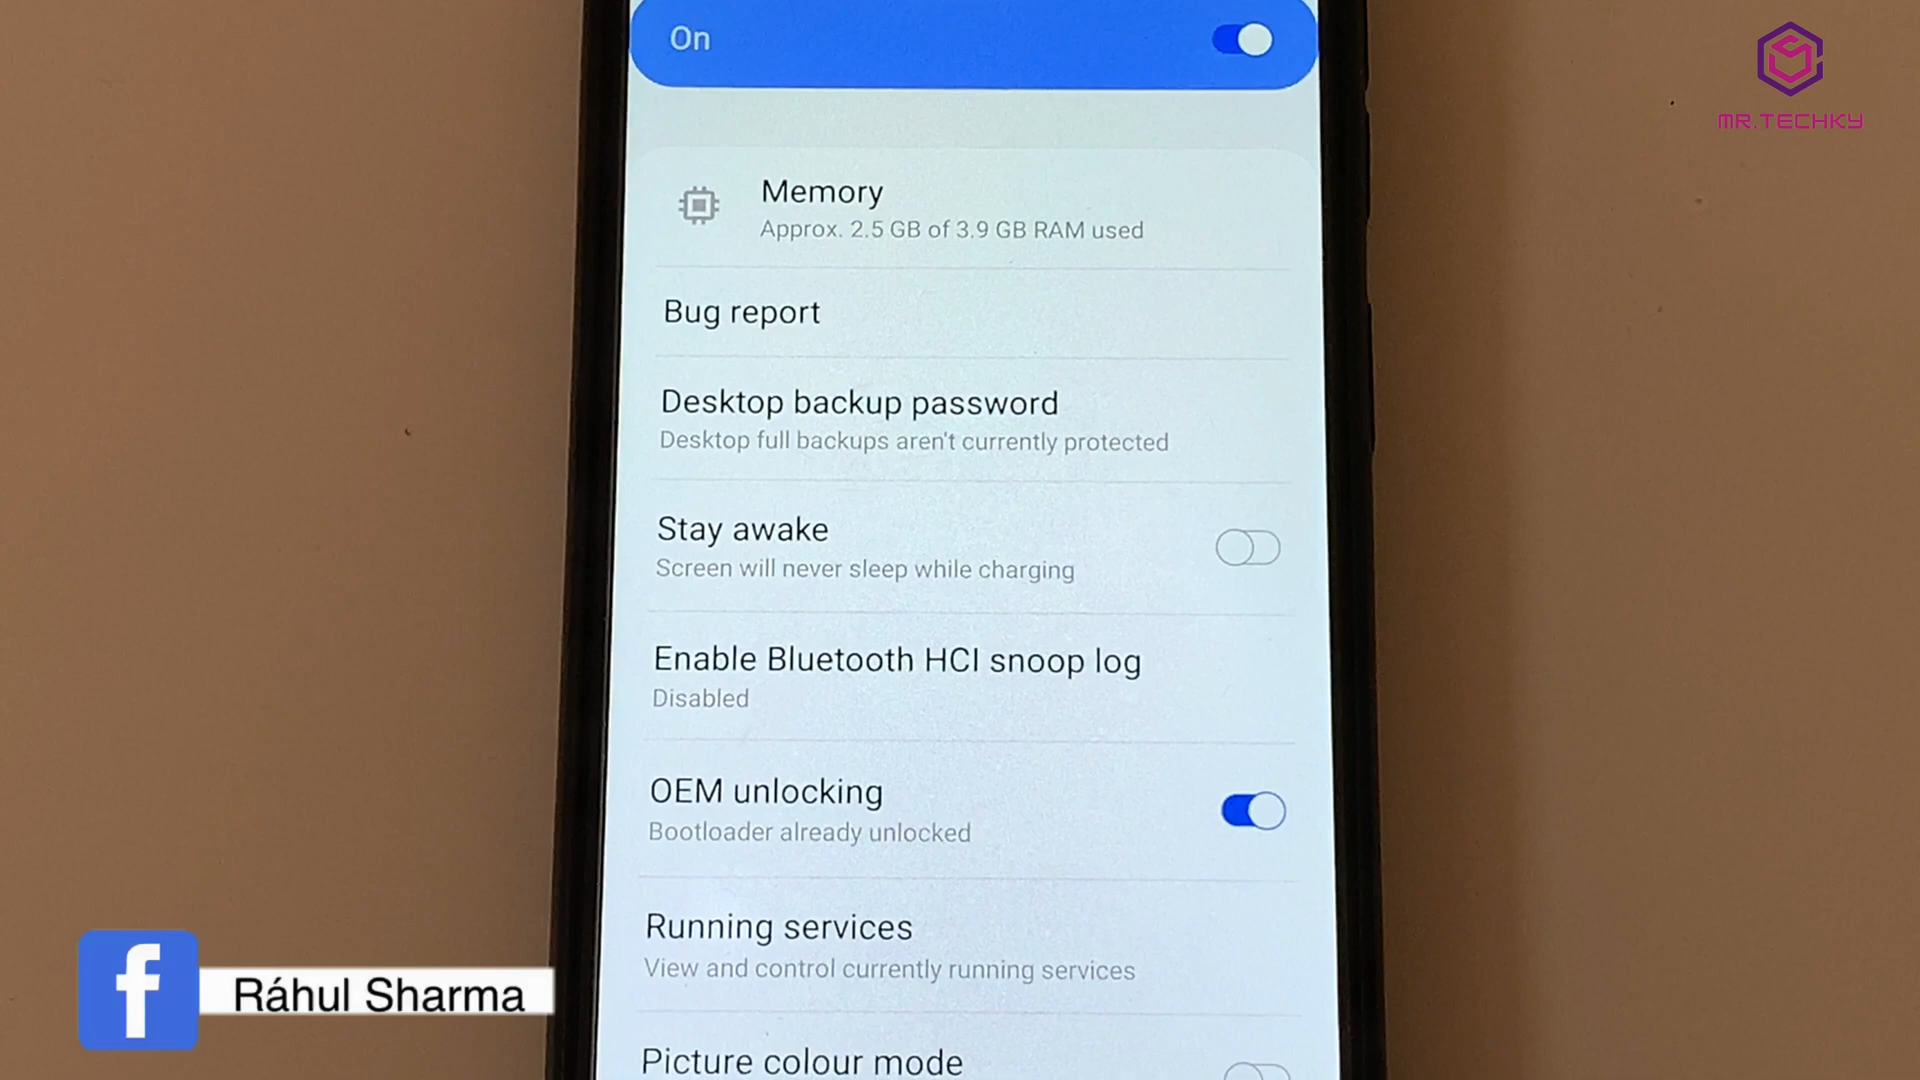 On
MR.TECHKY
Memory
Approx. 2.5 GB of 3.9 GB RAM used
Bug report
Desktop backup password
Desktop full backups aren't currently protected
Stay awake
Screen will never sleep while charging
Enable Bluetooth HCI snoop log
Disabled
OEM unlocking
Bootloader already unlocked
Running services
View and control currently running services
Picture colour mode
f Ráhul Sharma